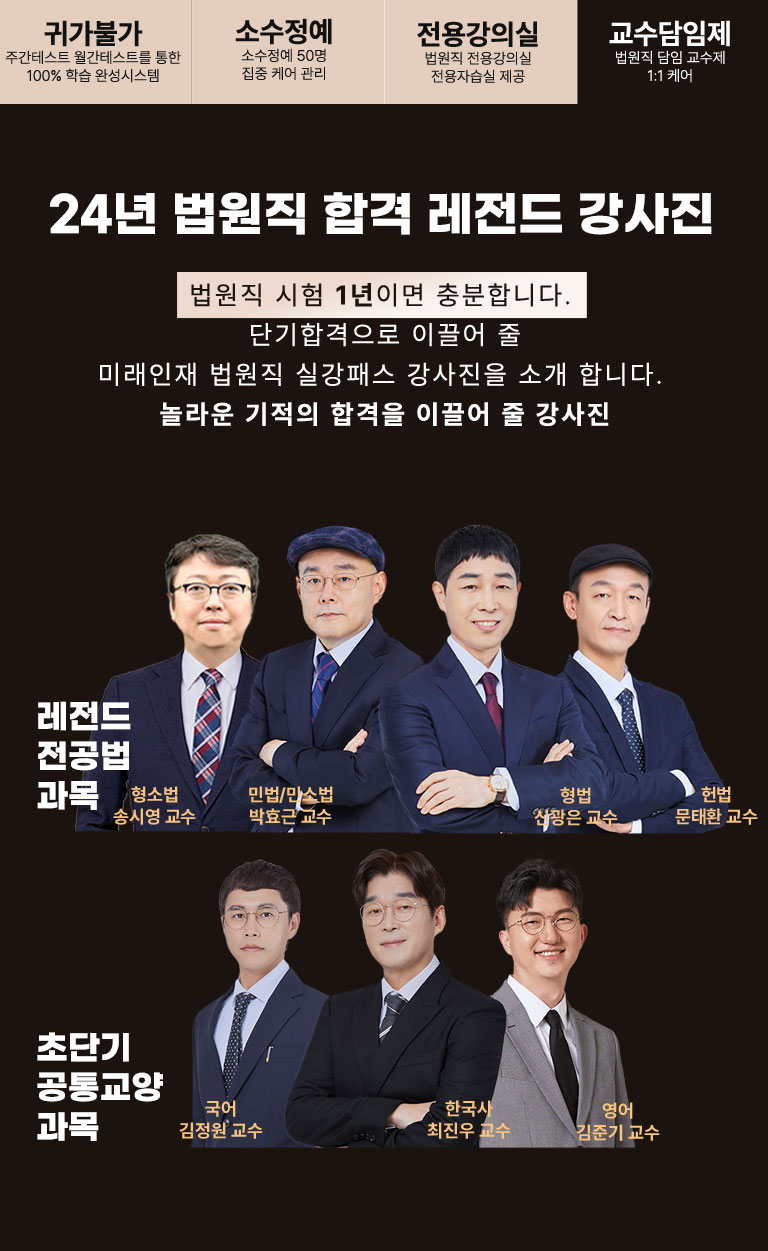 귀가불가
주간테스트 월간테스트를 통한
100% 학습 완성시스템
소수정예
소수정예 50명
집중 케어 관리
전용강의실
법원직 전용강의실
전용자습실 제공
교수담임제
법원직 담임 교수제
1:1 케어
24년 법원직 합격 레전드 강사진
법원직 시험 1년이면 충분합니다.
단기합격으로 이끌어 줄
미래인재 법원직 실강패스 강사진을 소개 합니다.
놀라운 기적의 합격을 이끌어 줄 강사진
레전드
전공법
과목
형소법
송시영 교수
민법/민소법
박효근 교수
형법
신광은 교수
헌법
문태환 교수
초단기
공통교양
과목
국어
김정원 교수
한국사
최진우 교수
영어
김준기 교수